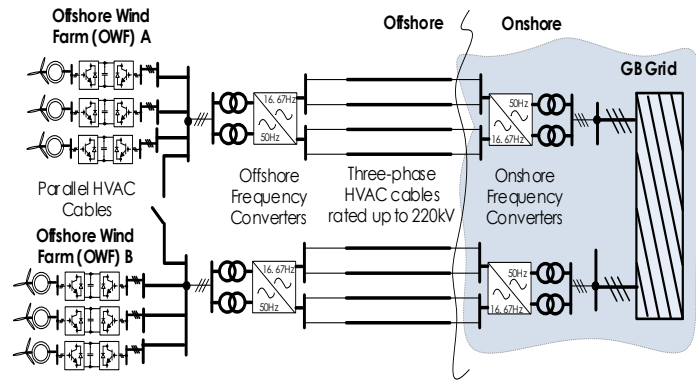 Offshore Wind
Farm (OWF) A
Offshore
Onshore
GB Grid
16. 67Hz
50Hz
50Hz
16. 67Hz
Parallel HVAC
Cables
Offshore
Frequency
Converters
Three-phase
HVAC cables
rated up to 220kV
Onshore
Frequency
Converters
Offshore Wind
Farm (OWF) B
16. 67Hz
50Hz
50Hz
16. 67Hz